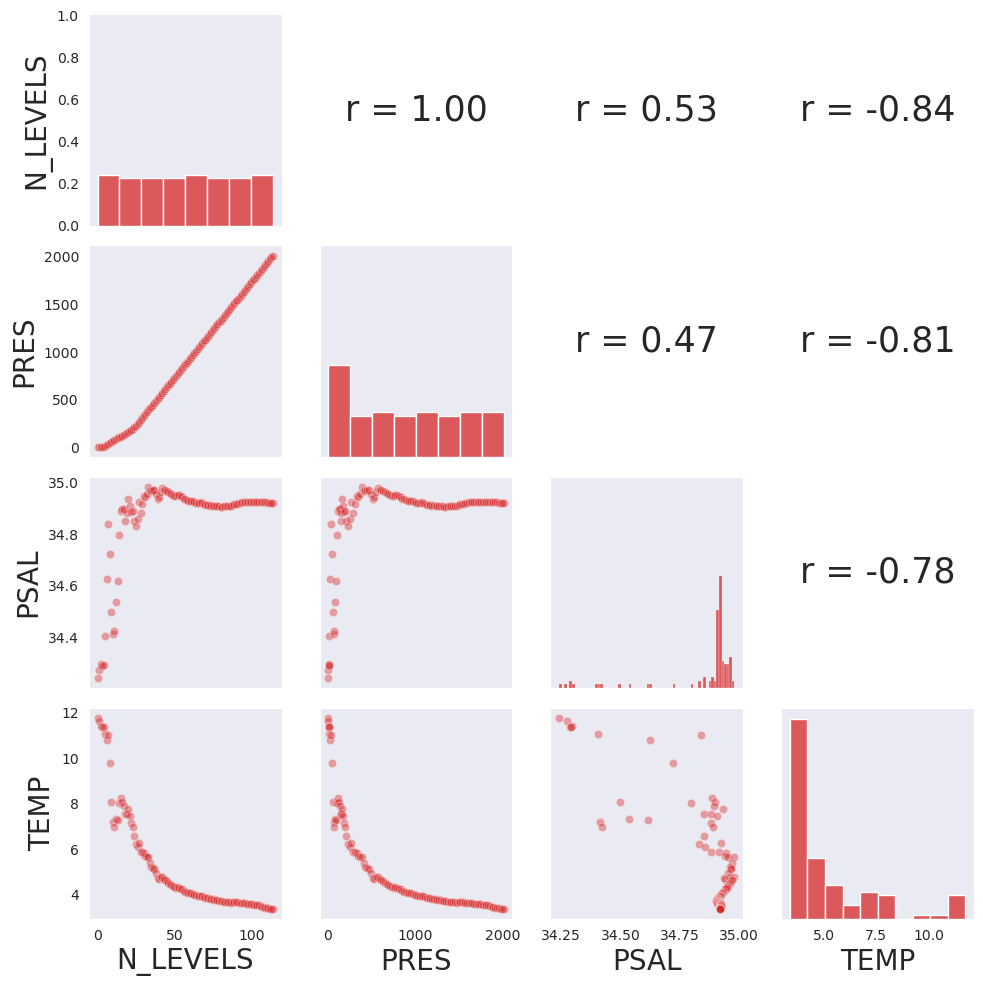 1.0
0.8
0.6
0.4
0.2
0.0
N_LEVELS
r = 1.00
r = 0.53
r = -0.84
2000
1500
1000
500
0
PRES
r = 0.47
r = -0.81
35.0
34.8
34.6
34.4
PSAL
r = -0.78
12
10
8
6
4
TEMP
0 50 100
0 1000 2000
34.25 34.50 34.75 35.00
5.0 7.5 10.0
N_LEVELS
PRES
PSAL
TEMP